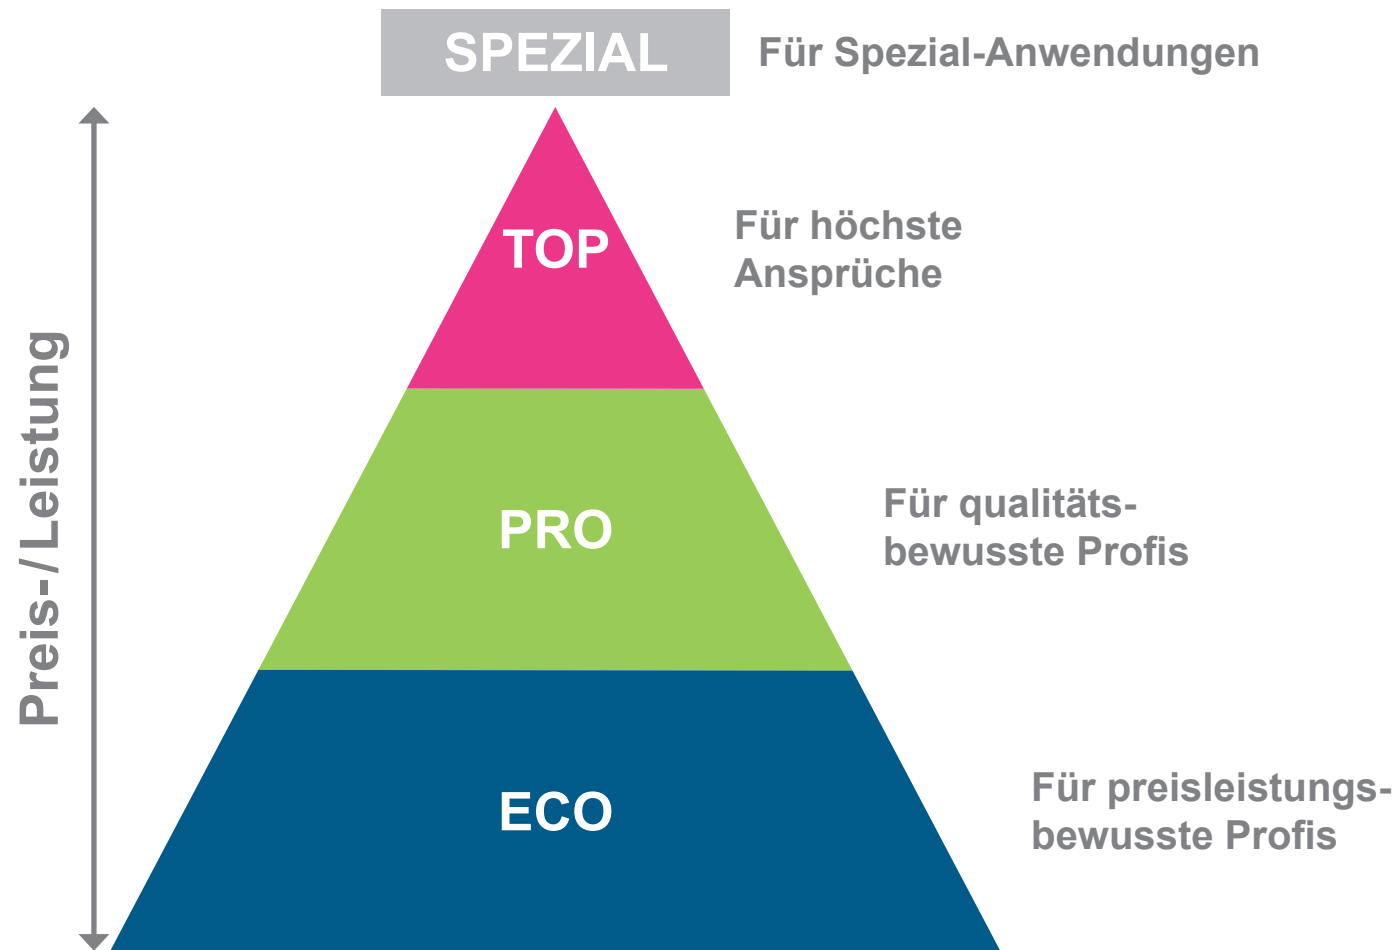 SPEZIAL
Für Spezial-Anwendungen
TOP
Für höchste
Ansprüche
Preis-/Leistung
PRO
Für qualitäts-
bewusste Profis
ECO
Für preisleistungs-
bewusste Profis